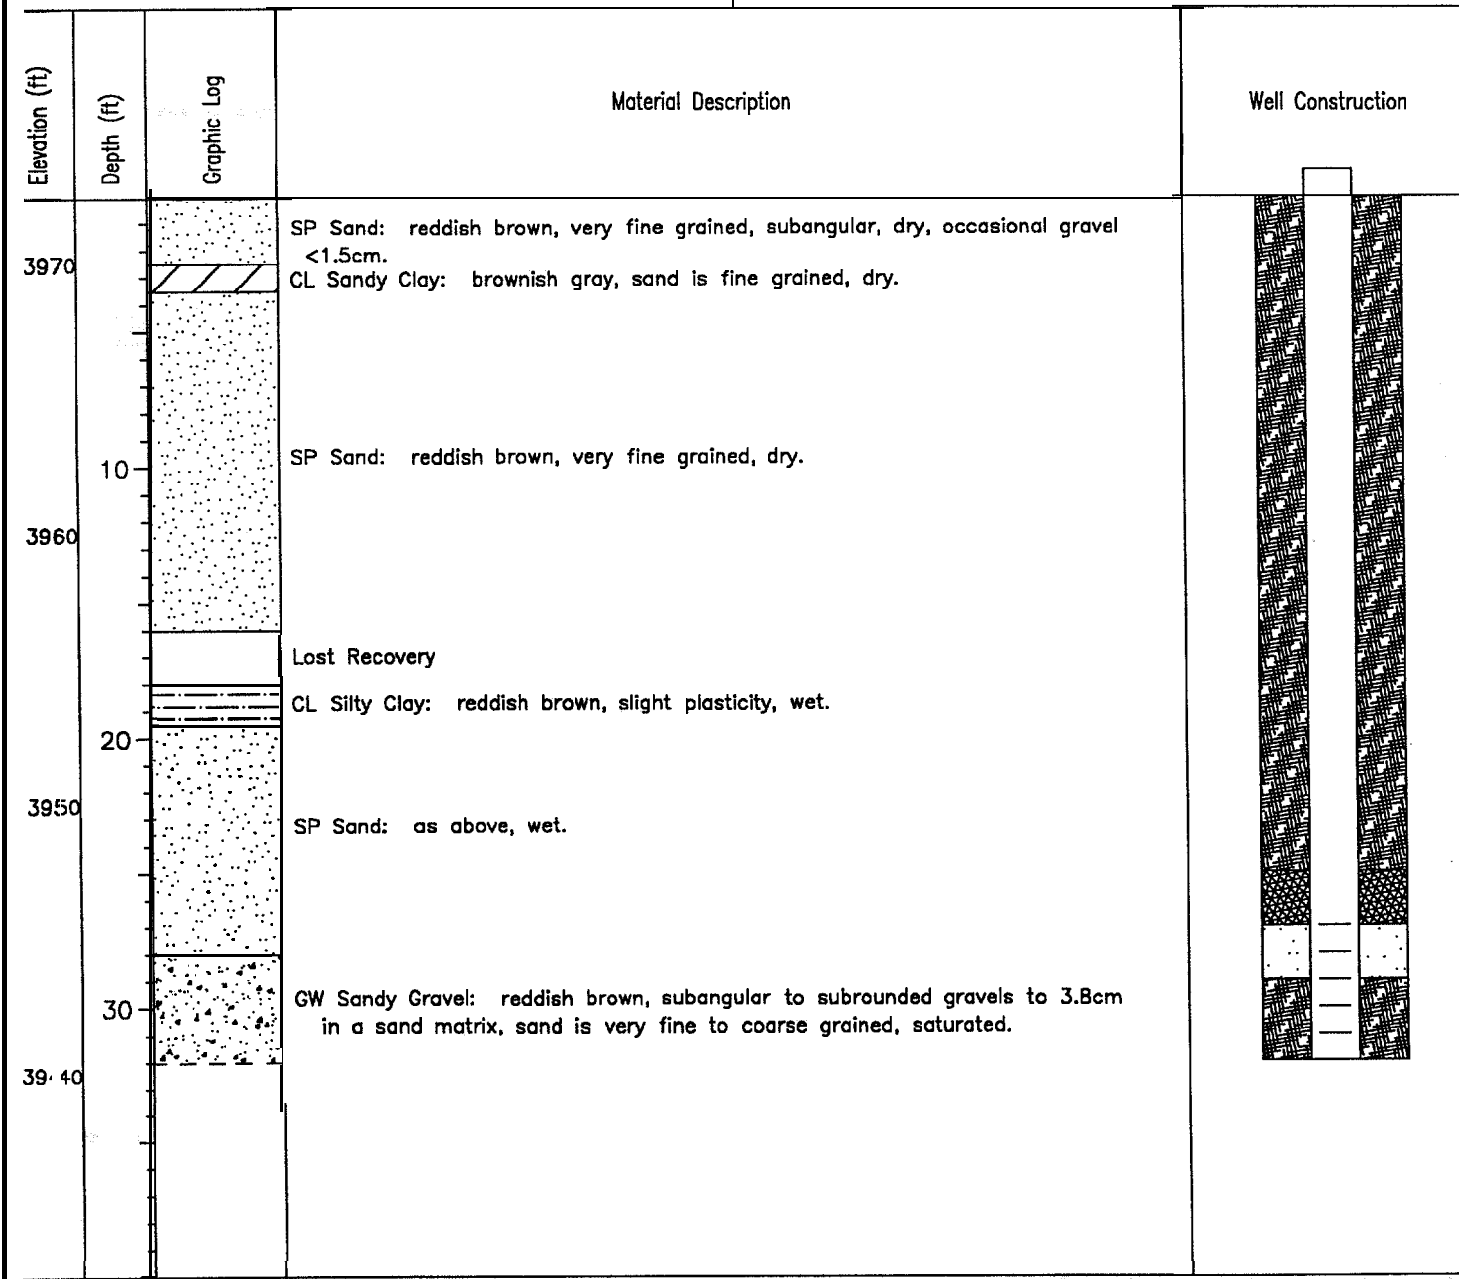 Elevation (ft)
Depth (ft)
Graphic Log
Material Description
Well Construction
SP Sand: reddish brown, very fine grained, subangular, dry, occasional gravel
<1.5cm.
3970
CL Sandy Clay: brownish gray, sand is fine grained, dry.
10
SP Sand: reddish brown, very fine grained, dry.
3960
Lost Recovery
CL Silty Clay: reddish brown, slight plasticity, wet.
20
3950
SP Sand: as above, wet.
30
GW Sandy Gravel: reddish brown, subangular to subrounded gravels to 3.8cm
in a sand matrix, sand is very fine to coarse grained, saturated.
3940